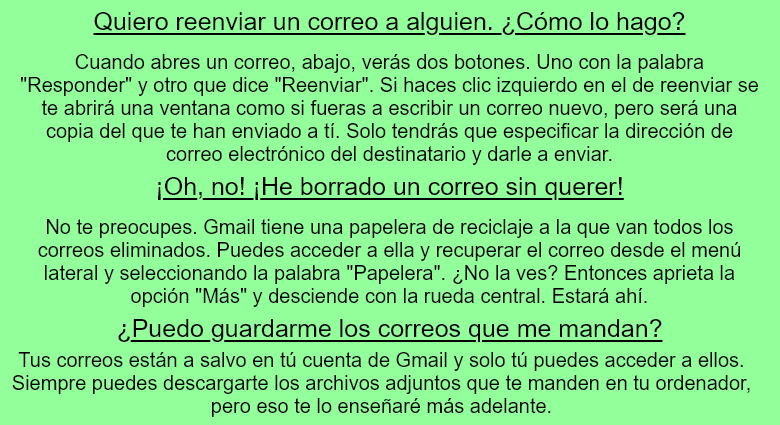 Quiero reenviar un correo a alguien. ¿Cómo lo hago?
Cuando abres un correo, abajo, verás dos botones. Uno con la palabra
"Responder" y otro que dice "Reenviar". Si haces clic izquierdo en el de reenviar se
te abrirá una ventana como si fueras a escribir un correo nuevo, pero será una
copia del que te han enviado a tí. Solo tendrás que especificar la dirección de
correo electrónico del destinatario y darle a enviar.
¡Oh, no! ¡He borrado un correo sin querer!
No te preocupes. Gmail tiene una papelera de reciclaje a la que van todos los
correos eliminados. Puedes acceder a ella y recuperar el correo desde el menú
lateral y seleccionando la palabra "Papelera". ¿No la ves? Entonces aprieta la
opción "Más" y desciende con la rueda central. Estará ahí.
¿Puedo guardarme los correos que me mandan?
Tus correos están a salvo en tú cuenta de Gmail y solo tú puedes acceder a ellos.
Siempre puedes descargarte los archivos adjuntos que te manden en tu ordenador,
pero eso te lo enseñaré más adelante.